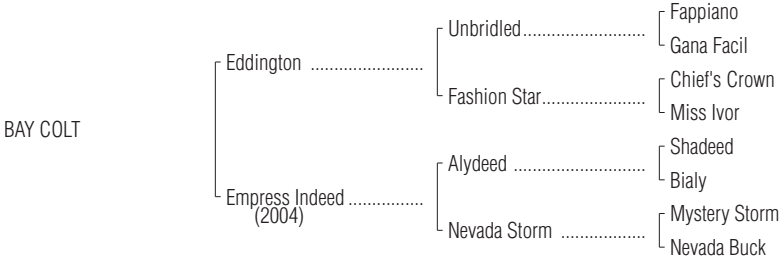 Fappiano
Unbridled......................
Gana Facil
Eddington ......................
Chief's Crown
Fashion Star...................
Miss Ivor
BAY COLT
Shadeed
Alydeed ........................
Bialy
Empress Indeed ..............
(2004)
Mystery Storm
Nevada Storm ................
Nevada Buck